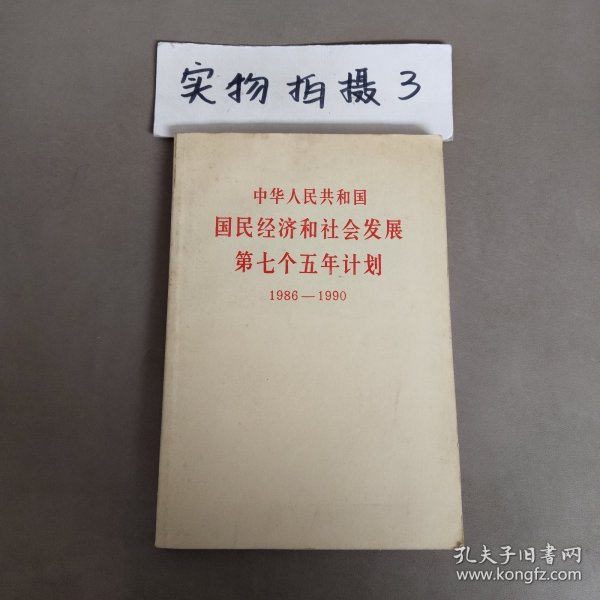 实物拍摄3
中华人民共和国
国民经济和社会发展
第七个五年计划
1986—1990
孔夫子旧書网
www.kongfz.com